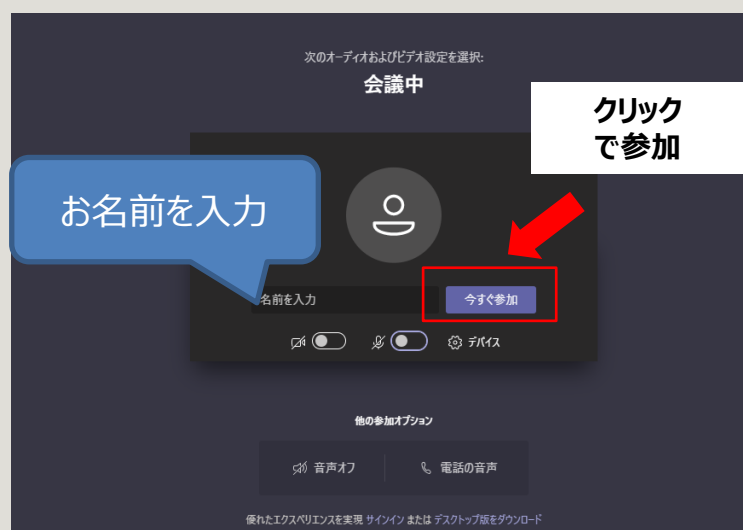 次のオーディオおよびビデオ設定を選択:
会議中
クリック
で参加
お名前を入力
名前を入力
今すぐ参加
デバイス
他の参加オプション
音声オフ
電話の音声
優れたエクスペリエンスを実現 サインイン または デスクトップ版をダウンロード